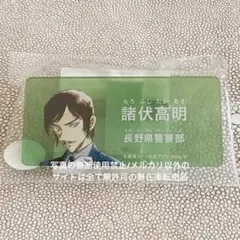 もろ ふし たか あき
諸伏高明
長野県警警部
写真の無断使用禁止/メルカリ以外の
サイトは全て無許可の無在庫転売品